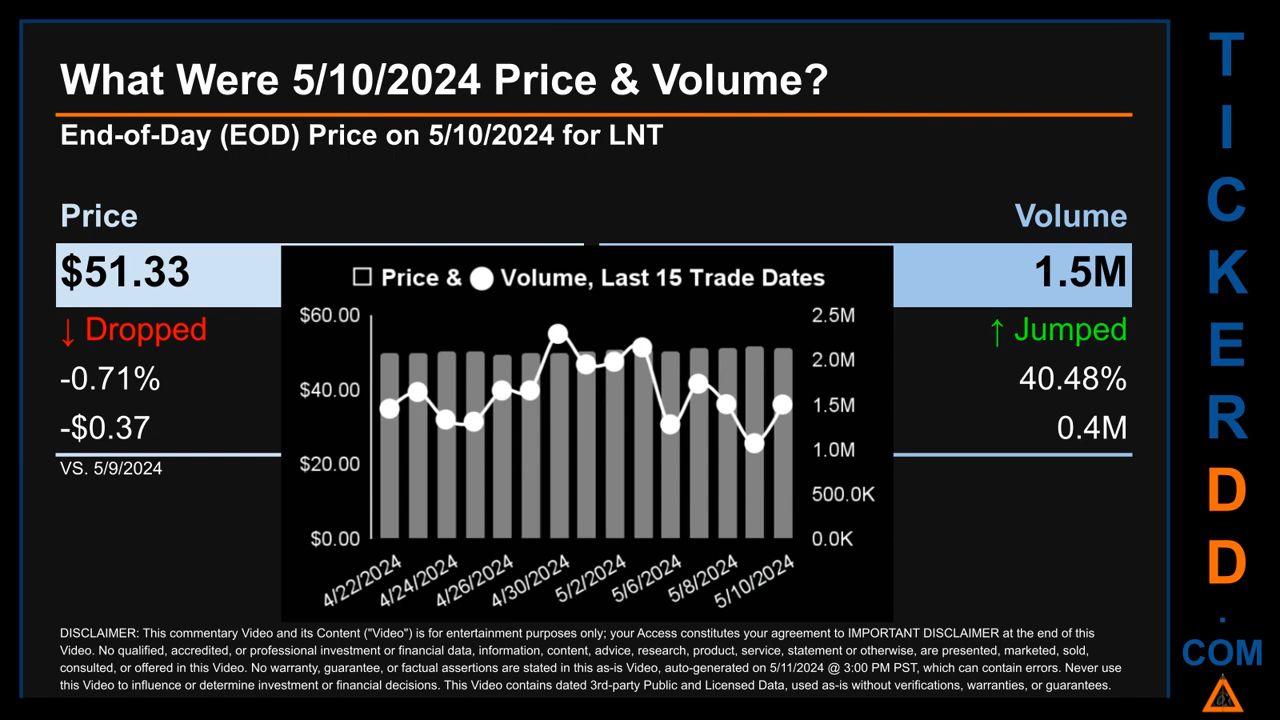 What Were 5/10/2024 Price & Volume?
End-of-Day (EOD) Price on 5/10/2024 for LNT
Price
Volume
$51.33
1.5M
↓ Dropped
↑ Jumped
-0.71%
40.48%
-$0.37
0.4M
VS. 5/9/2024
Price & Volume, Last 15 Trade Dates
$60.00
$40.00
$20.00
$0.00
2.5M
2.0M
1.5M
1.0M
500.0K
0.0K
4/22/2024
4/24/2024
4/26/2024
4/30/2024
5/2/2024
5/6/2024
5/8/2024
5/10/2024
DISCLAIMER: This commentary Video and its Content ("Video") is for entertainment purposes only; your Access constitutes your agreement to IMPORTANT DISCLAIMER at the end of this
Video. No qualified, accredited, or professional investment or financial data, information, content, advice, research, product, service, statement or otherwise, are presented, marketed, sold,
consulted, or offered in this Video. No warranty, guarantee, or factual assertions are stated in this as-is Video, auto-generated on 5/11/2024 @ 3:00 PM PST, which can contain errors. Never use
this Video to influence or determine investment or financial decisions. This Video contains dated 3rd-party Public and Licensed Data, used as-is without verifications, warranties, or guarantees.
TICKERDD
.
COM